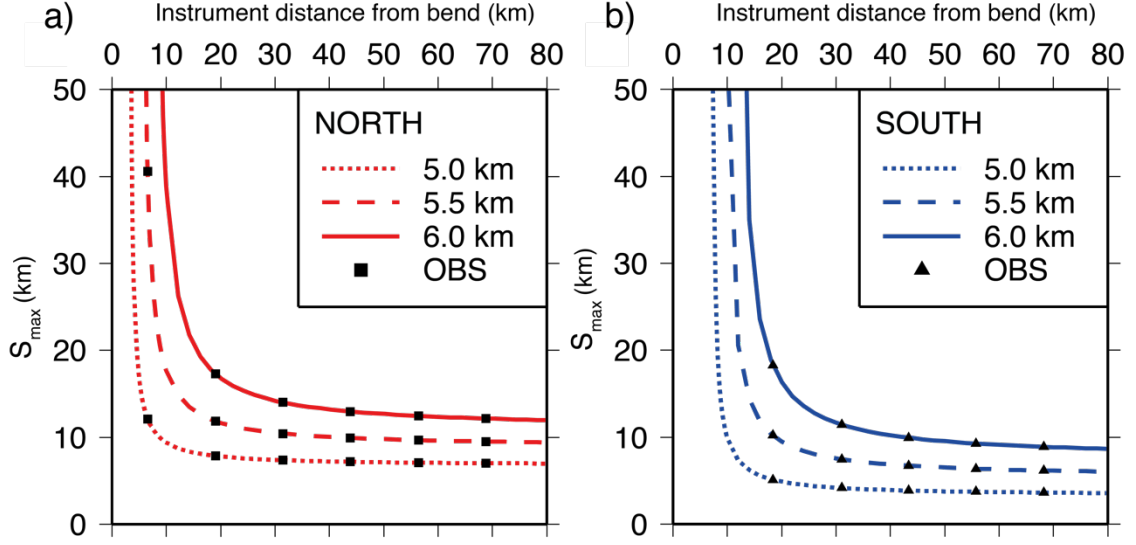 a)
Instrument distance from bend (km)
0 10 20 30 40 50 60 70 80
50
40
30
20
10
0
S_max (km)
NORTH
5.0 km
5.5 km
6.0 km
OBS
b)
Instrument distance from bend (km)
0 10 20 30 40 50 60 70 80
50
40
30
20
10
0
S_max (km)
SOUTH
5.0 km
5.5 km
6.0 km
OBS